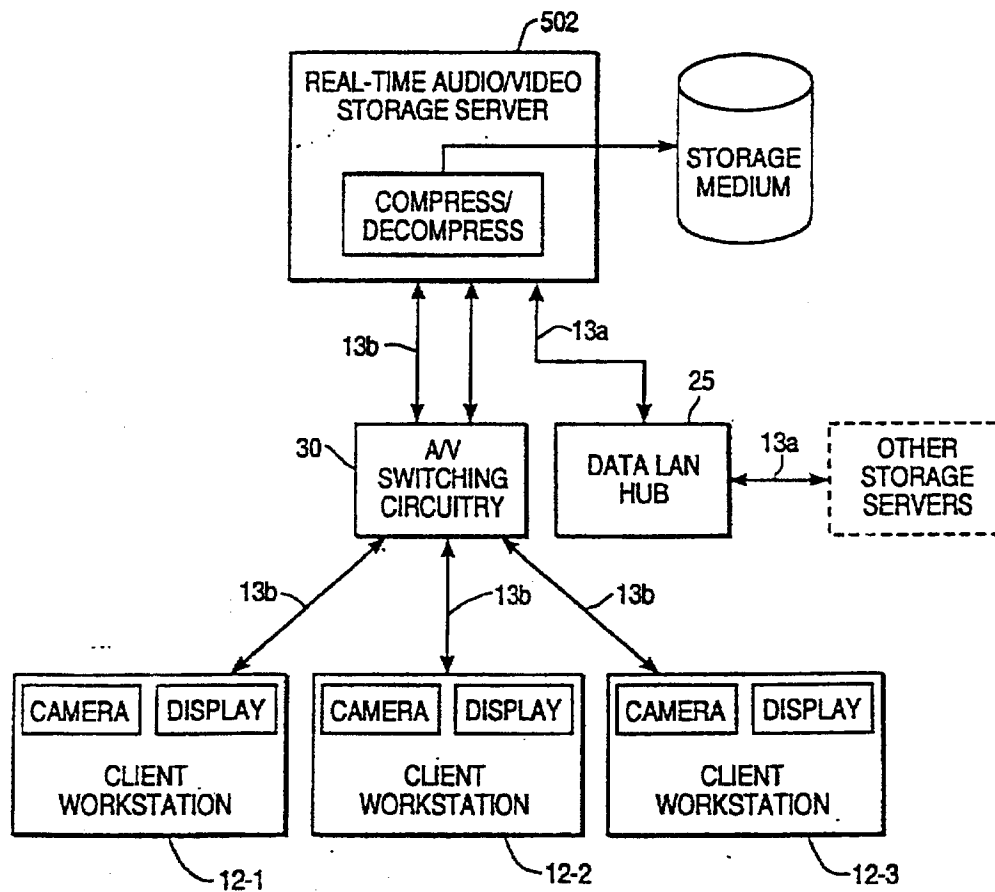 502
REAL-TIME AUDIO/VIDEO
STORAGE SERVER
COMPRESS/
DECOMPRESS
STORAGE
MEDIUM
13b
13a
25
30
A/V
SWITCHING
CIRCUITRY
DATA LAN
HUB
13a
OTHER
STORAGE
SERVERS
13b
13b
13b
CAMERA
DISPLAY
CLIENT
WORKSTATION
12-1
CAMERA
DISPLAY
CLIENT
WORKSTATION
12-2
CAMERA
DISPLAY
CLIENT
WORKSTATION
12-3